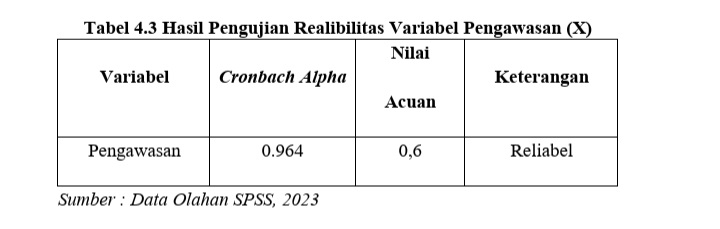 Tabel 4.3 Hasil Pengujian Realibilitas Variabel Pengawasan (X)
Variabel Cronbach Alpha Nilai Acuan Keterangan
Pengawasan 0.964 0,6 Reliabel
Sumber : Data Olahan SPSS, 2023